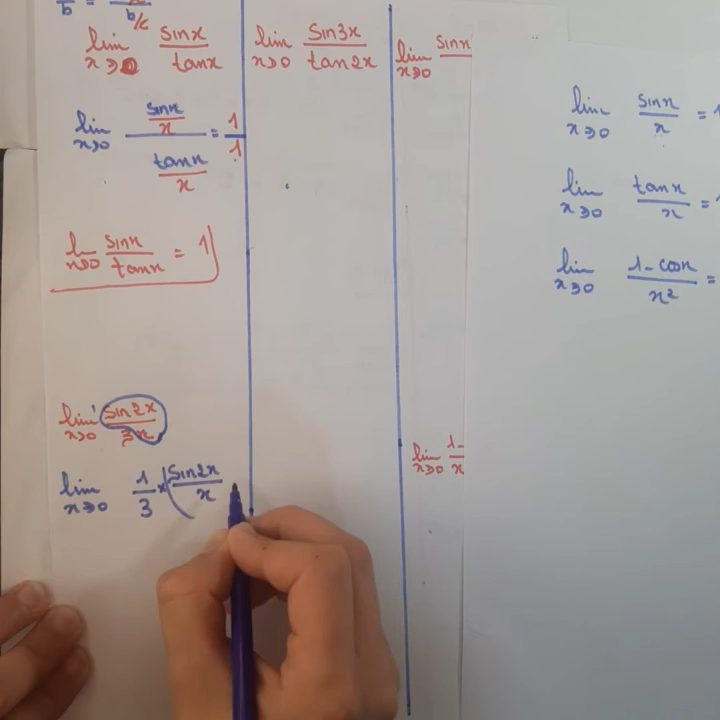 b = b/c
lim x→0 sinx/tanx
lim x→0 (sinx/x)/(tanx/x) = 1/1
lim x→0 sinx/tanx = 1
lim x→0 sin2x/3x
lim x→0 1/3 × (sin2x/x
lim x→0 sin3x/tan2x
lim x→0 sinx
lim x→0 1-/x
lim x→0 sinx/x = 1
lim x→0 tanx/x =
lim x→0 1-cosx/x² =